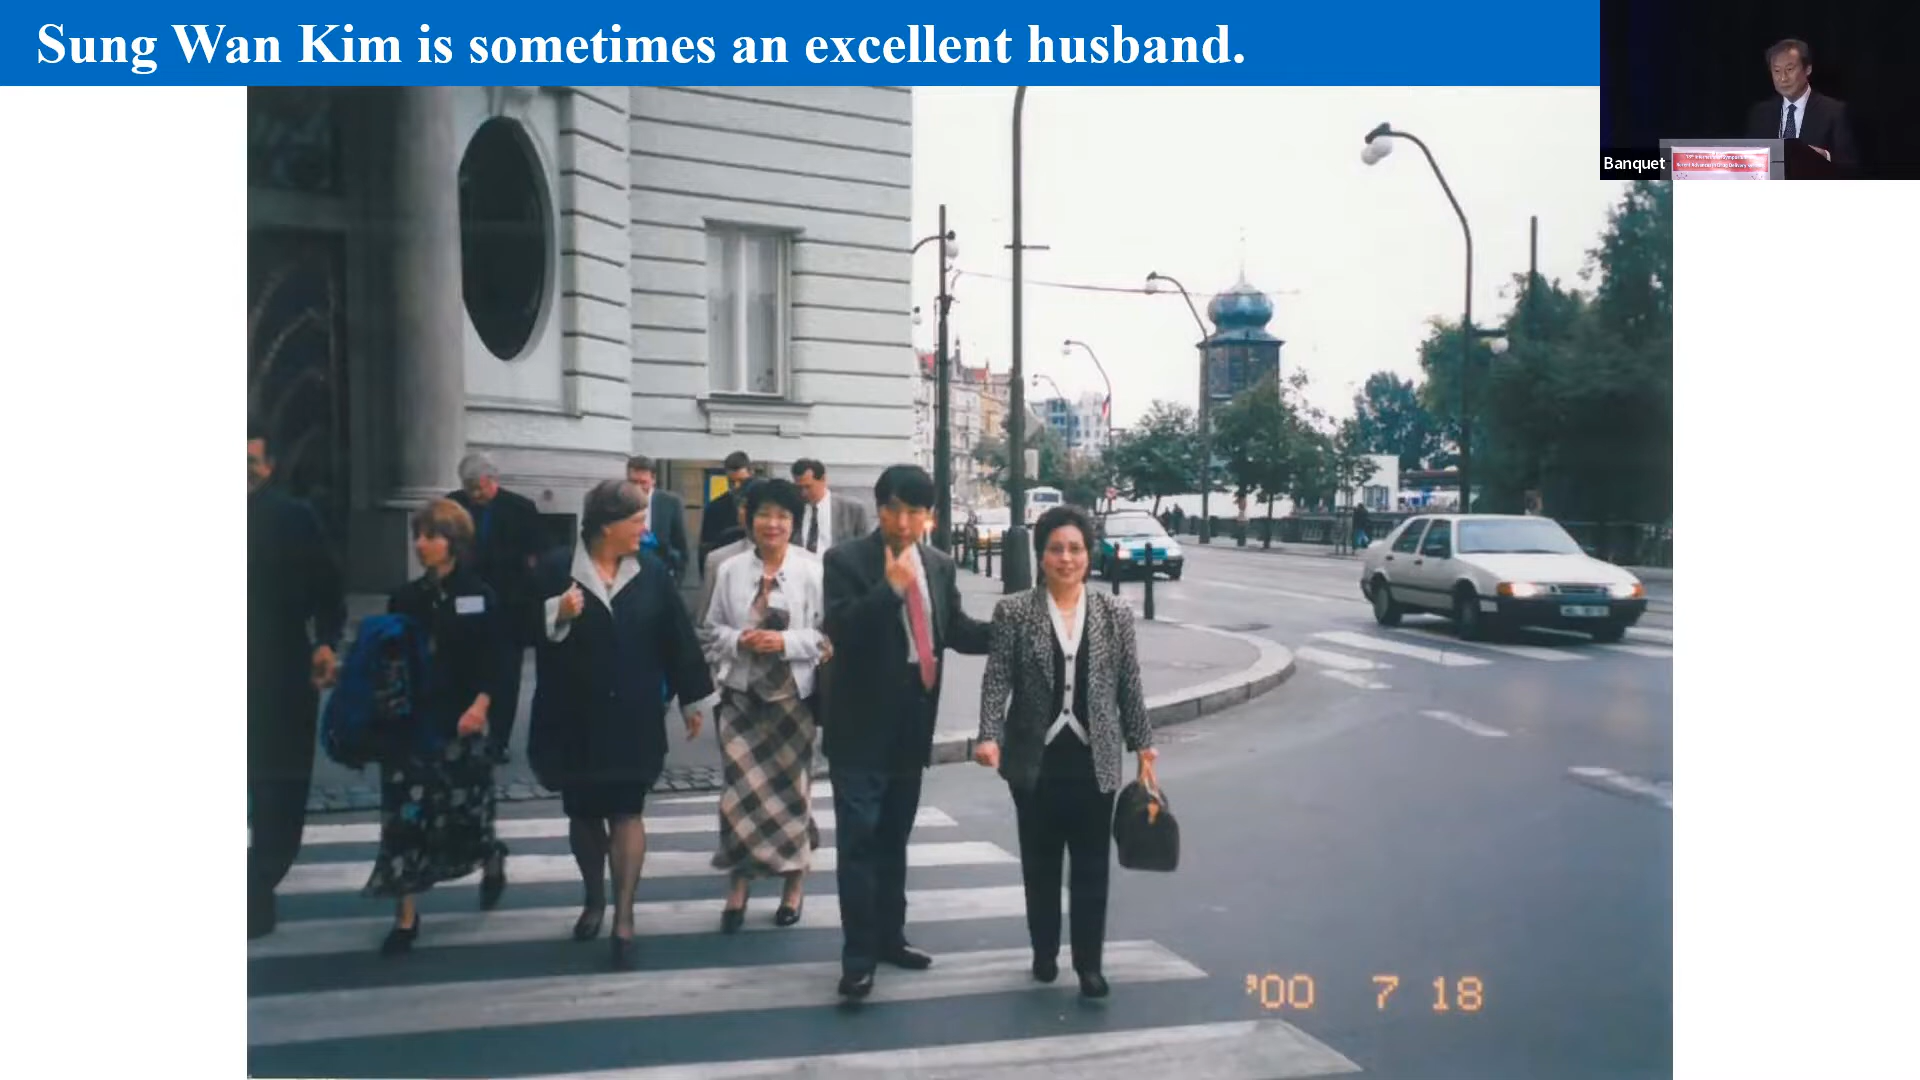 Sung Wan Kim is sometimes an excellent husband.
Banquet
'00 7 18